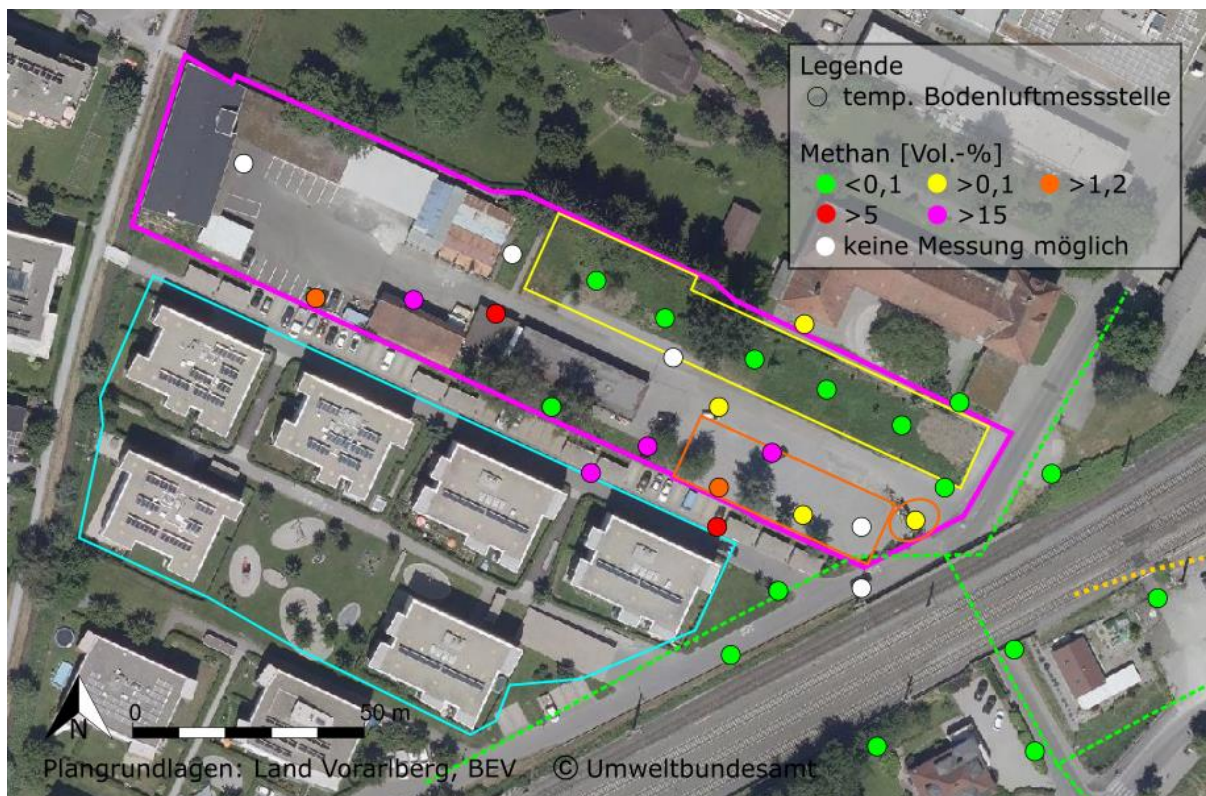 Legende
temp. Bodenluftmessstelle
Methan [Vol.-%]
<0,1 >0,1 >1,2
>5 >15
keine Messung möglich
N
0 50 m
Plangrundlagen: Land Vorarlberg, BEV © Umweltbundesamt